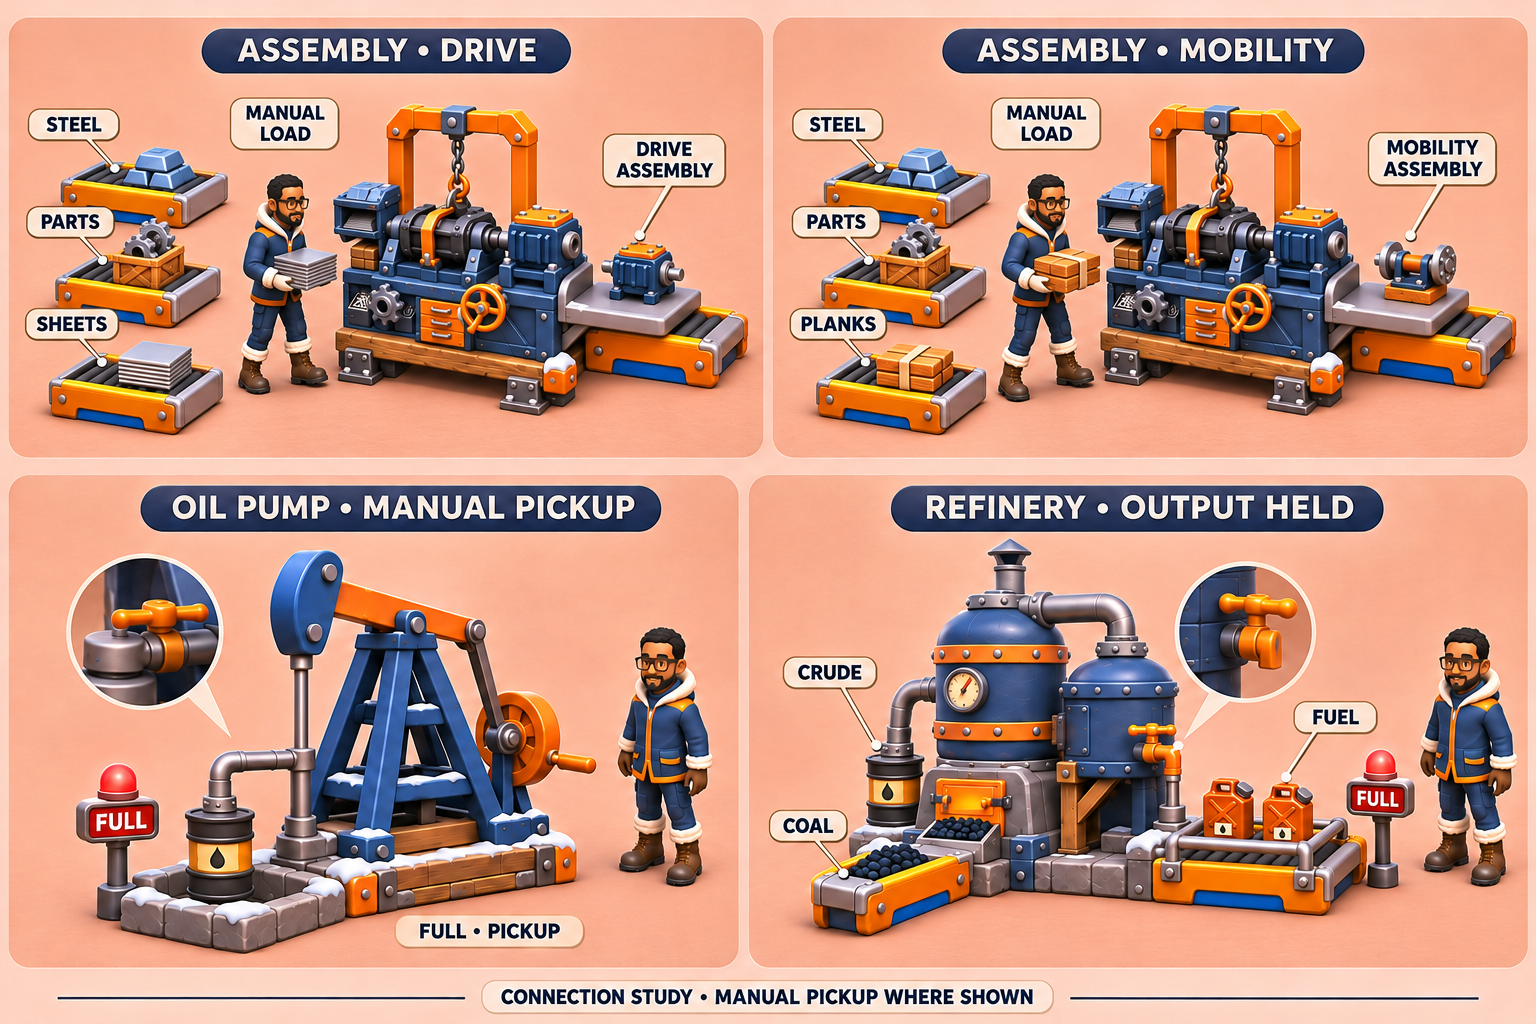 ASSEMBLY • DRIVE
STEEL
MANUAL
LOAD
DRIVE
ASSEMBLY
PARTS
SHEETS
ASSEMBLY • MOBILITY
STEEL
MANUAL
LOAD
MOBILITY
ASSEMBLY
PARTS
PLANKS
OIL PUMP • MANUAL PICKUP
FULL
FULL • PICKUP
REFINERY • OUTPUT HELD
CRUDE
FUEL
COAL
FULL
CONNECTION STUDY • MANUAL PICKUP WHERE SHOWN